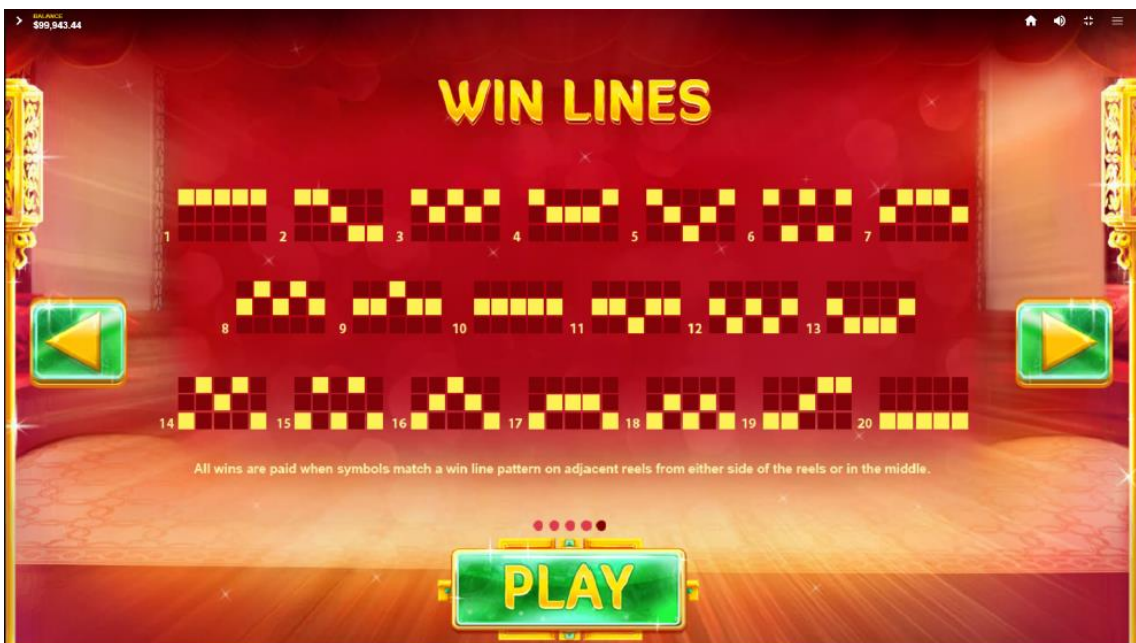 BALANCE
$99,943.44
WIN LINES
1 2 3 4 5 6 7
8 9 10 11 12 13
14 15 16 17 18 19 20
All wins are paid when symbols match a win line pattern on adjacent reels from either side of the reels or in the middle.
PLAY